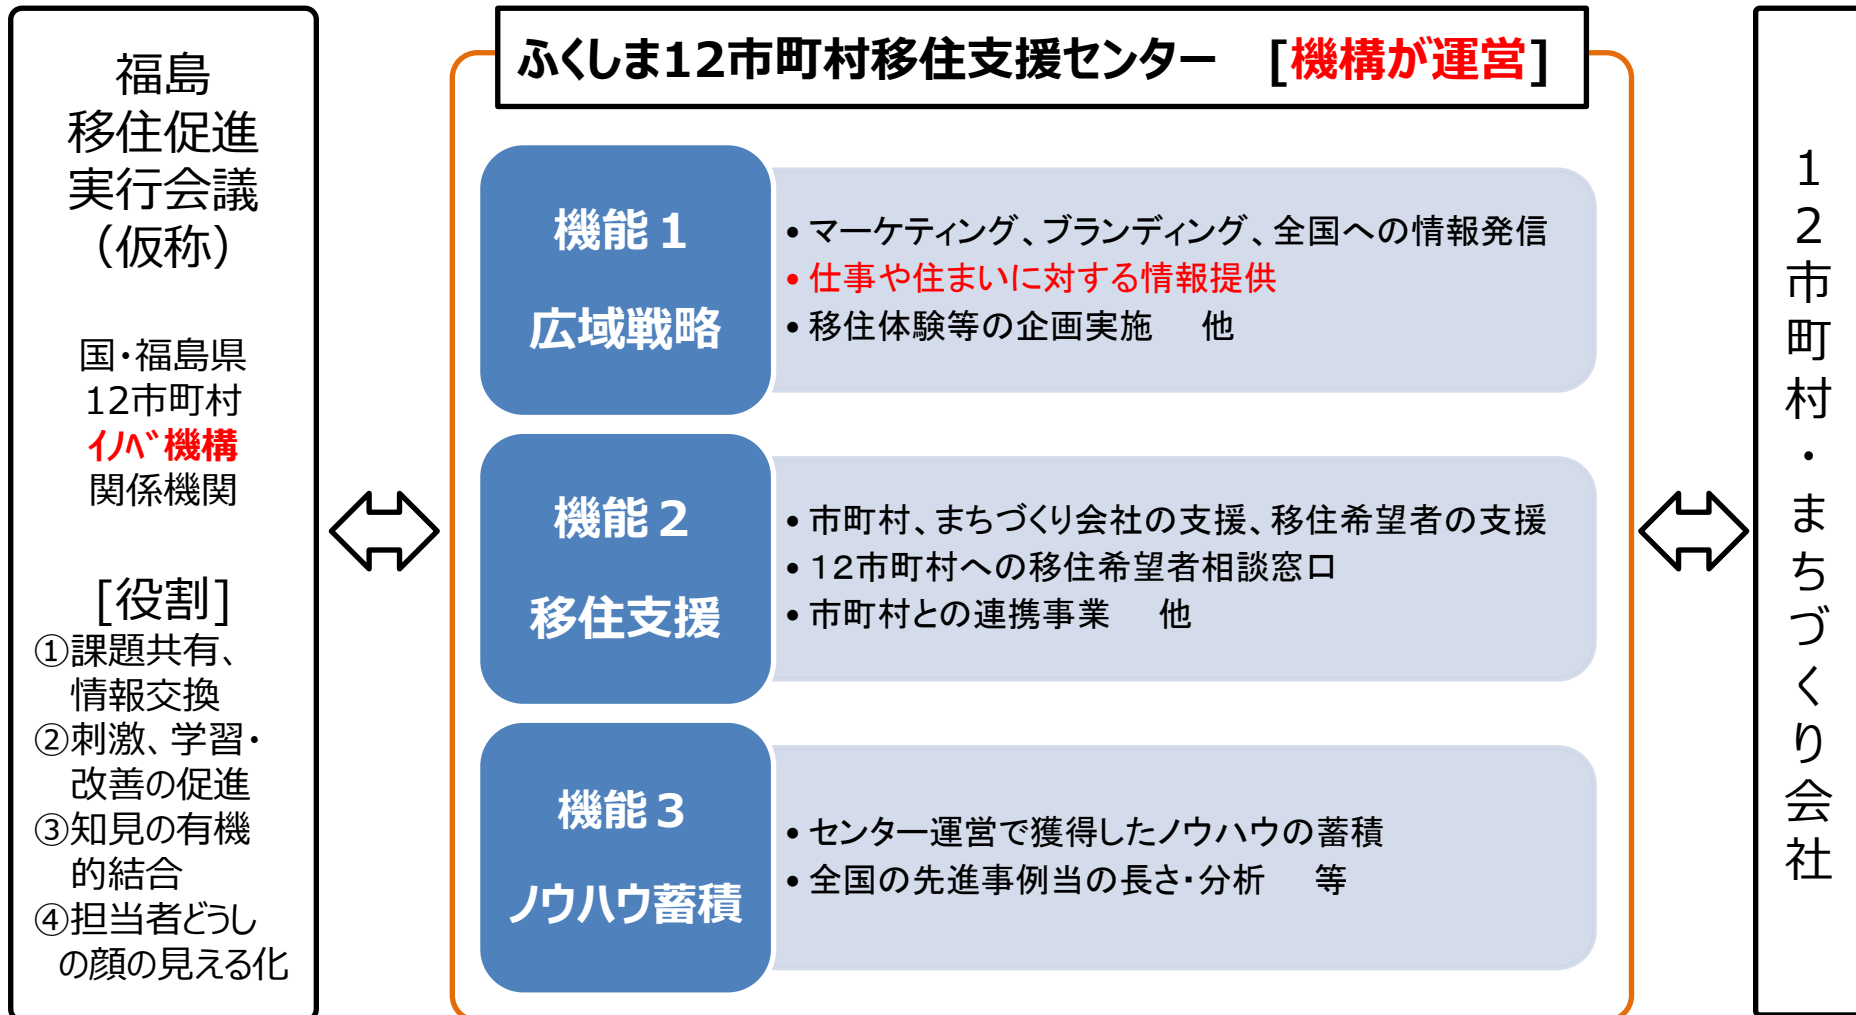 福島
移住促進
実行会議
（仮称）
国・福島県
12市町村
ｲﾉﾍﾞ機構
関係機関
[役割]
①課題共有、
情報交換
②刺激、学習・
改善の促進
③知見の有機
的結合
④担当者どうし
の顔の見える化
ふくしま12市町村移住支援センター　[機構が運営]
機能１
広域戦略
• マーケティング、ブランディング、全国への情報発信
• 仕事や住まいに対する情報提供
• 移住体験等の企画実施　他
機能２
移住支援
• 市町村、まちづくり会社の支援、移住希望者の支援
• 12市町村への移住希望者相談窓口
• 市町村との連携事業　他
機能３
ノウハウ蓄積
• センター運営で獲得したノウハウの蓄積
• 全国の先進事例当の長さ・分析　等
１２市町村・まちづくり会社